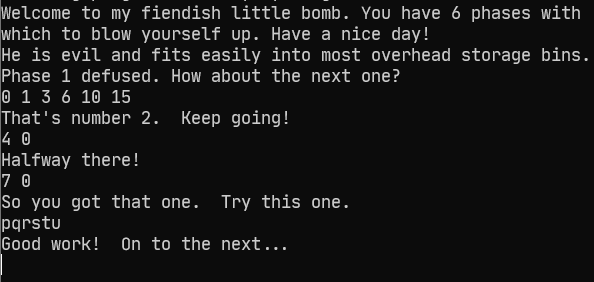 Welcome to my fiendish little bomb. You have 6 phases with
which to blow yourself up. Have a nice day!
He is evil and fits easily into most overhead storage bins.
Phase 1 defused. How about the next one?
0 1 3 6 10 15
That's number 2.  Keep going!
4 0
Halfway there!
7 0
So you got that one.  Try this one.
pqrstu
Good work!  On to the next...